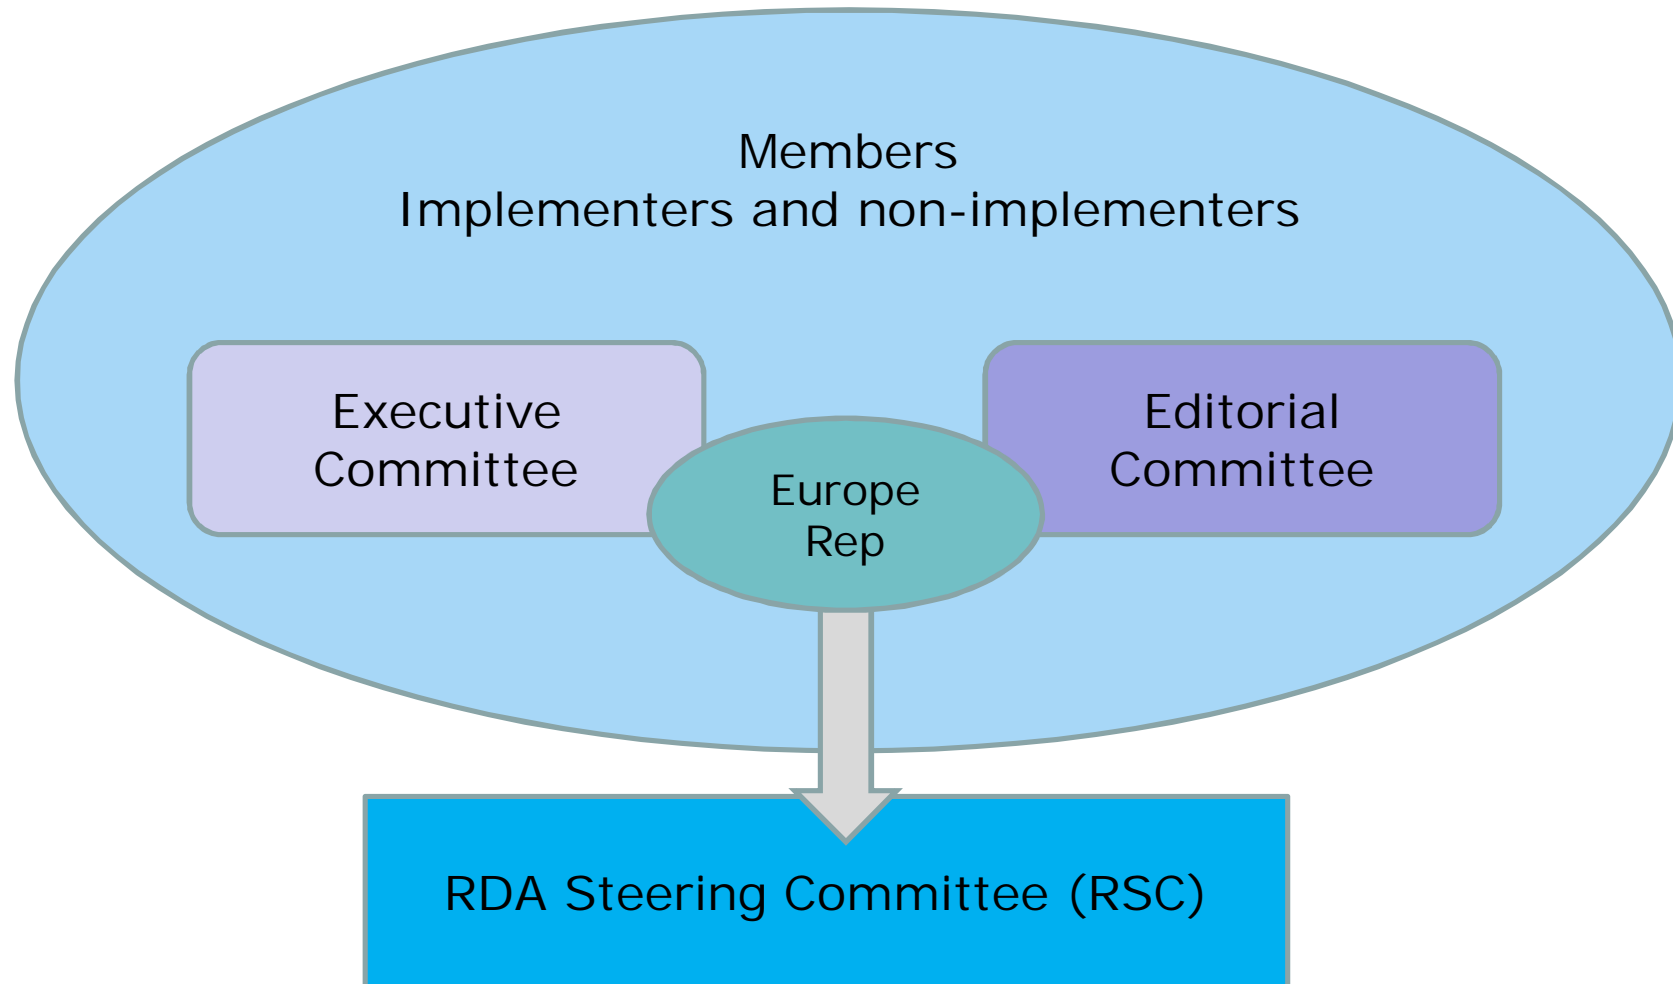 Members
Implementers and non-implementers
Executive
Committee
Editorial
Committee
Europe
Rep
RDA Steering Committee (RSC)